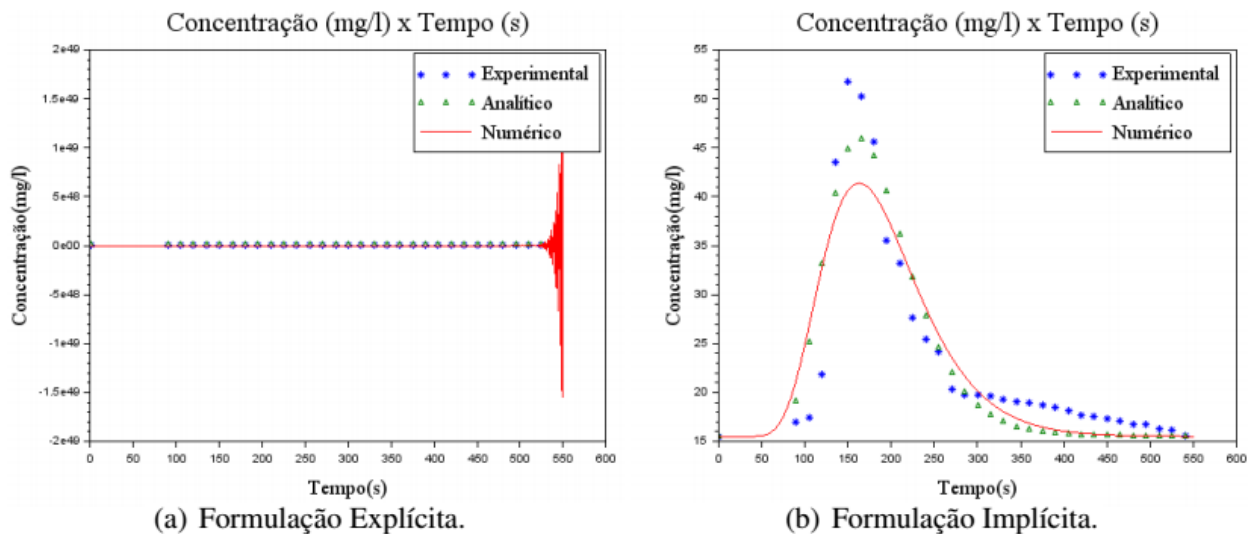 Concentração (mg/l) x Tempo (s)
2e49
1.5e49
1e49
5e48
0e00
-5e48
-1e49
-1.5e49
-2e49
Concentração(mg/l)
Experimental
Analítico
Numérico
0 50 100 150 200 250 300 350 400 450 500 550 600
Tempo(s)
(a) Formulação Explícita.
Concentração (mg/l) x Tempo (s)
55
50
45
40
35
30
25
20
15
Concentração(mg/l)
Experimental
Analítico
Numérico
0 50 100 150 200 250 300 350 400 450 500 550 600
Tempo(s)
(b) Formulação Implícita.